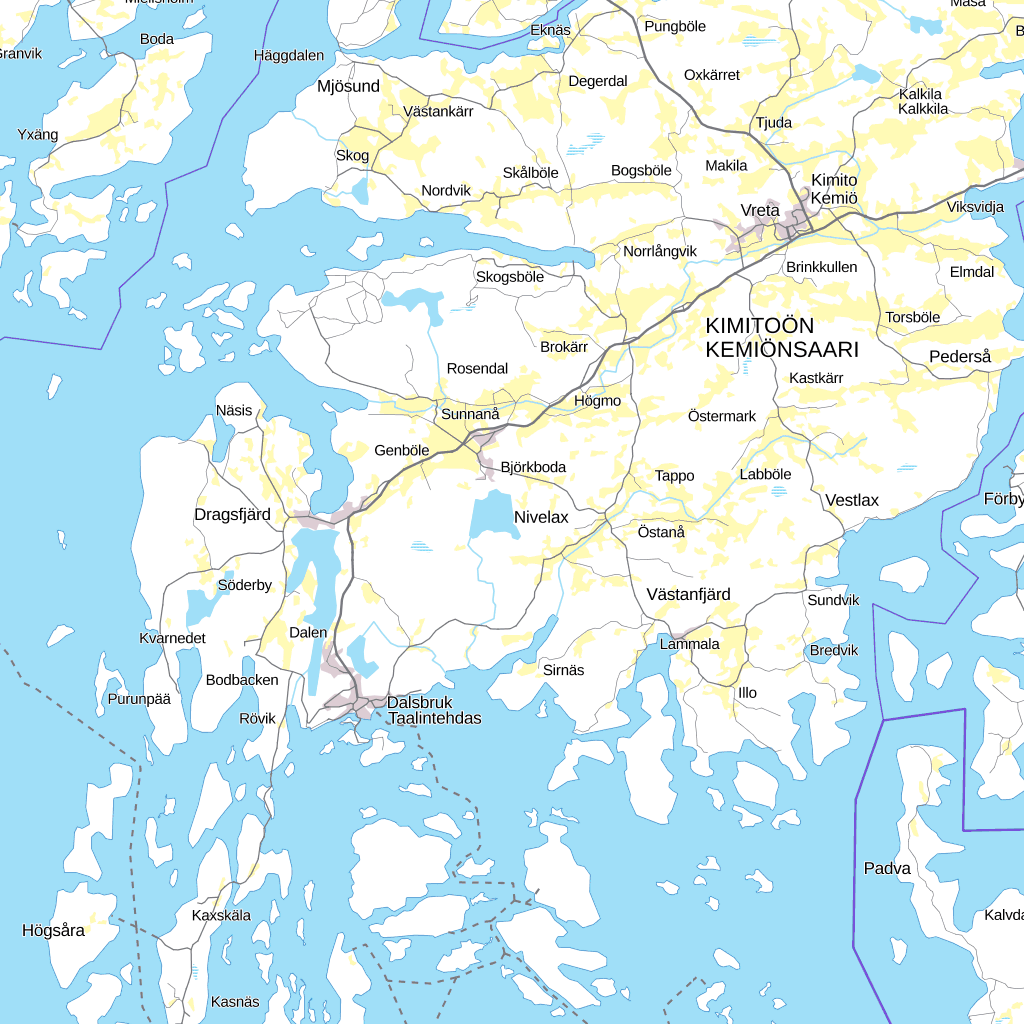 Boda
Granvik
Häggdalen
Eknäs
Pungböle
Masa
Mjösund
Degerdal
Oxkärret
Kalkila
Kalkkila
Västankärr
Yxäng
Tjuda
Skog
Skålböle
Bogsböle
Makila
Nordvik
Kimito
Kemiö
Vreta
Viksvidja
Norrlångvik
Brinkkullen
Elmdal
Skogsböle
KIMITOÖN
KEMIÖNSAARI
Torsböle
Brokärr
Pederså
Rosendal
Kastkärr
Högmo
Näsis
Sunnanå
Östermark
Genböle
Björkboda
Tappo
Labböle
Vestlax
Förby
Dragsfjärd
Nivelax
Östanå
Söderby
Västanfjärd
Sundvik
Dalen
Kvarnedet
Lammala
Bredvik
Sirnäs
Bodbacken
Illo
Purunpää
Dalsbruk
Taalintehdas
Rövik
Padva
Kaxskäla
Högsåra
Kalvda
Kasnäs